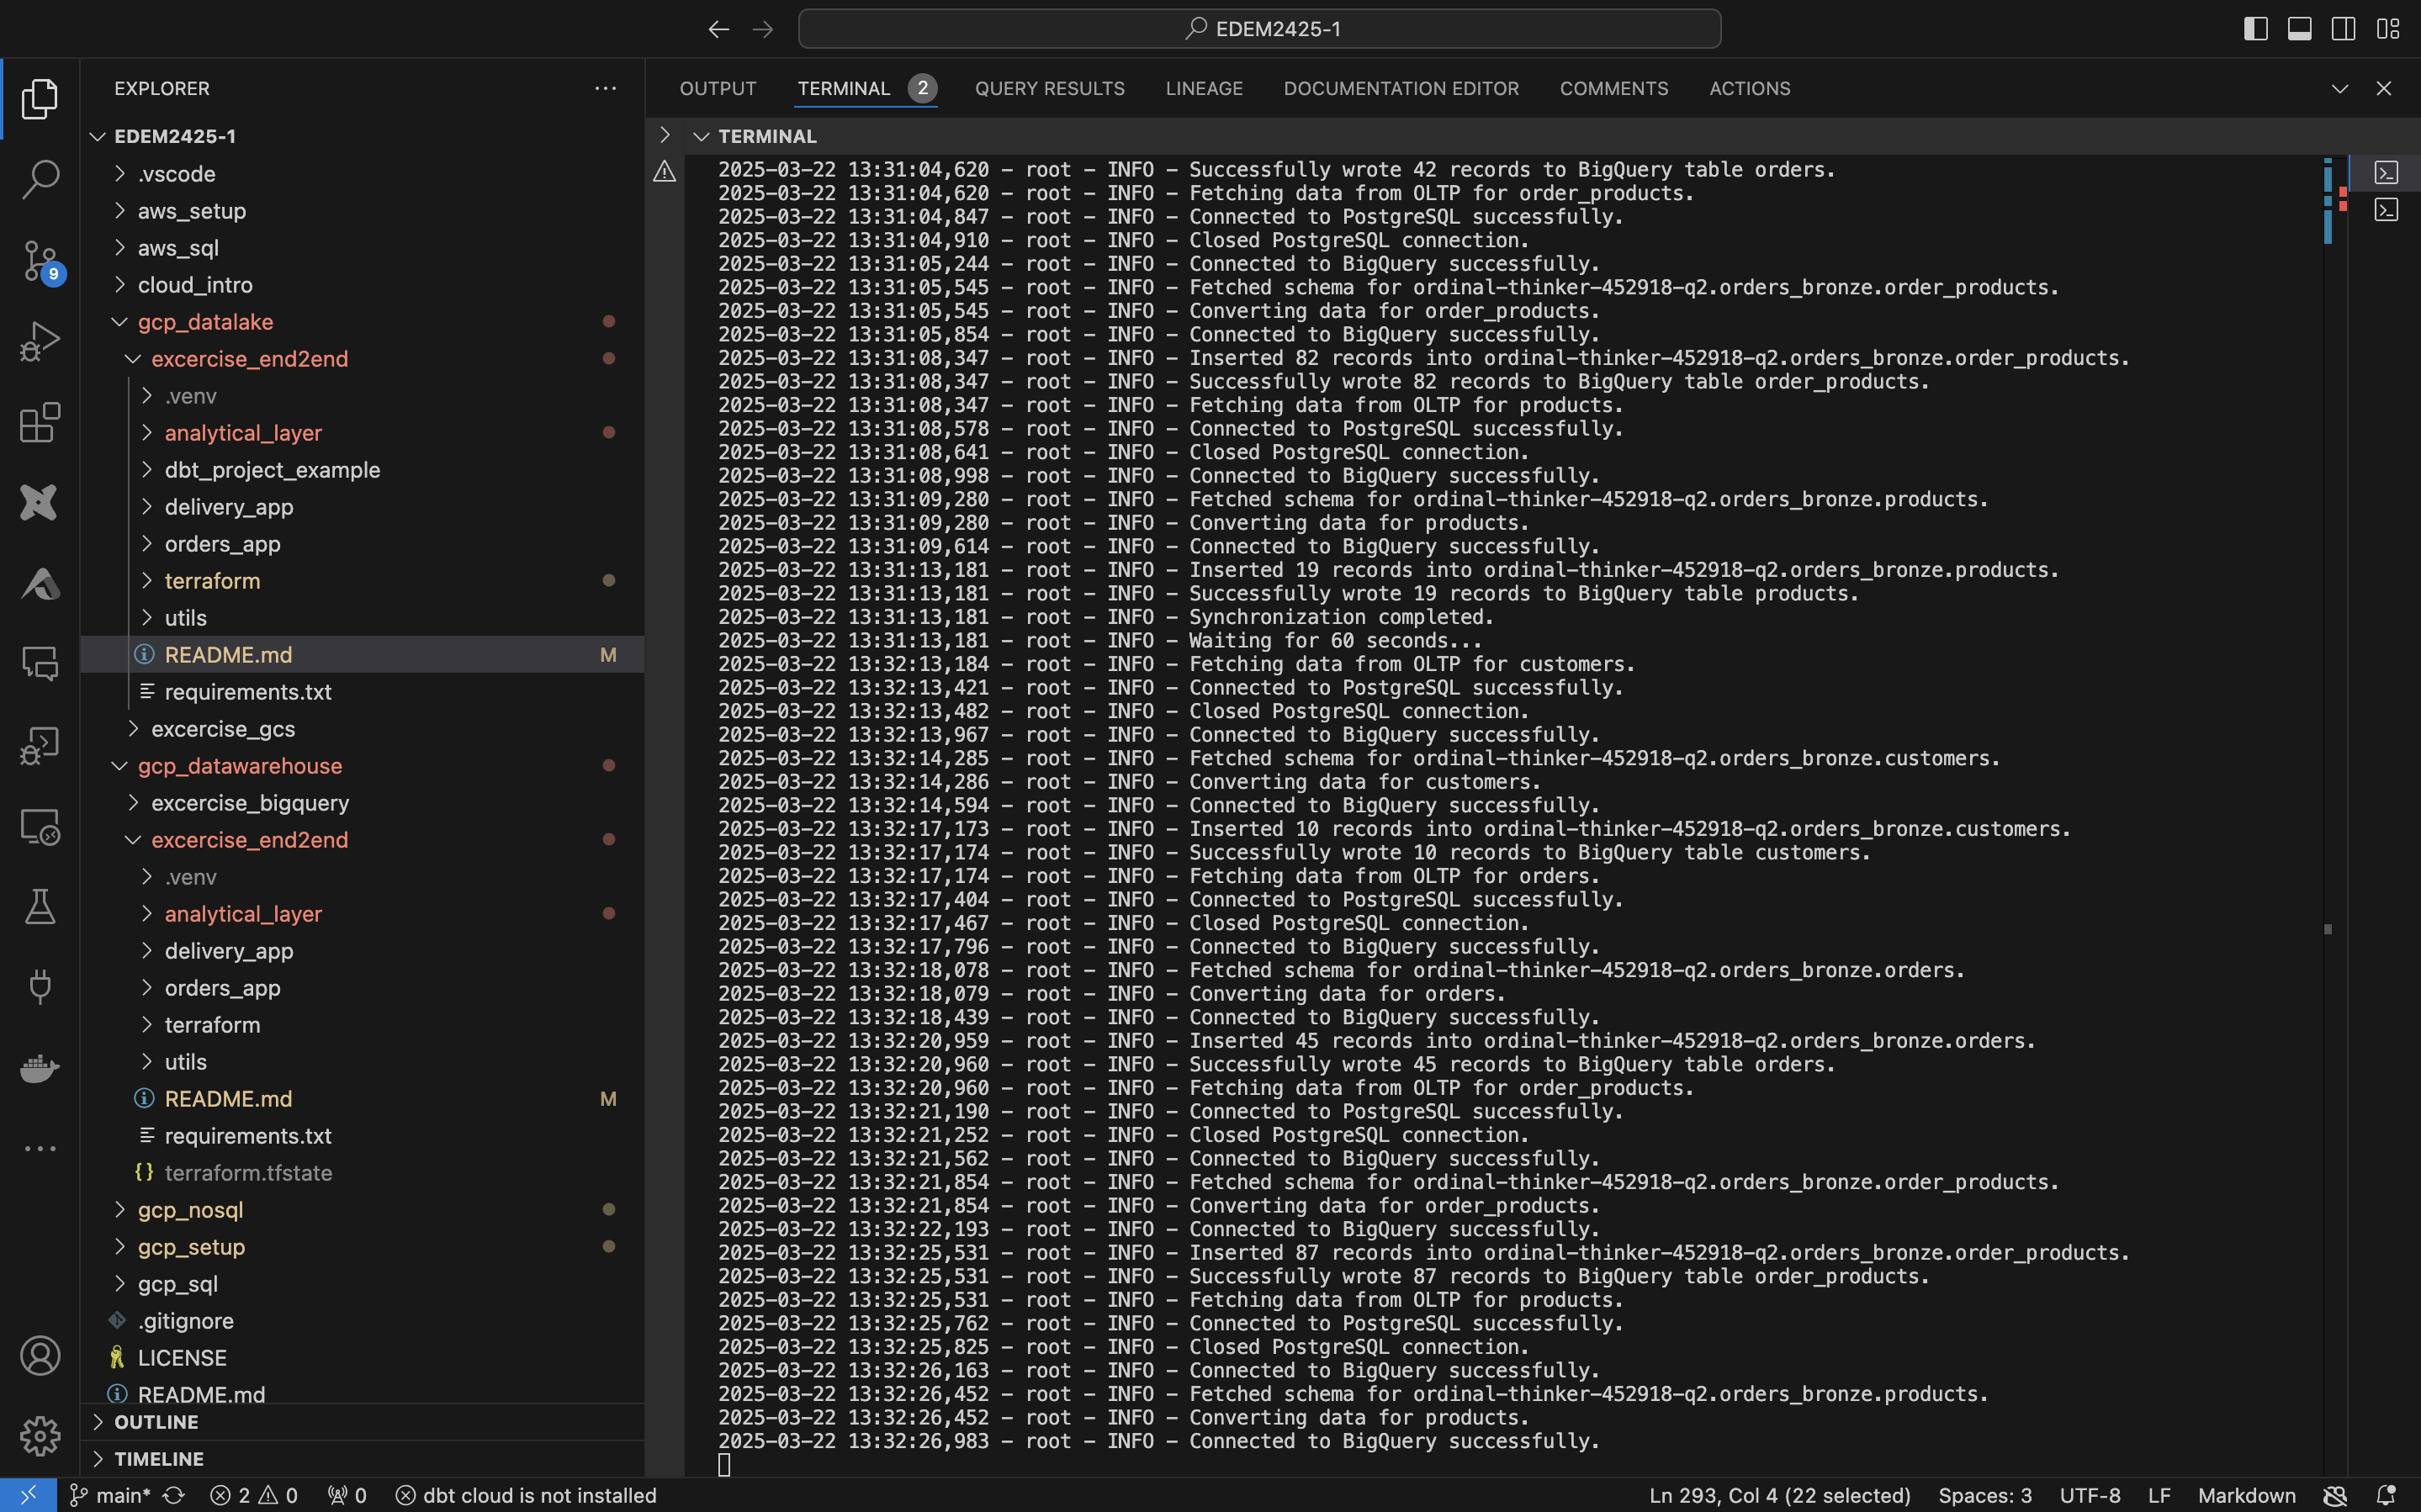 EDEM2425-1
EXPLORER
EDEM2425-1
.vscode
aws_setup
aws_sql
cloud_intro
9
gcp_datalake
excercise_end2end
.venv
analytical_layer
dbt_project_example
delivery_app
orders_app
terraform
utils
README.md M
requirements.txt
excercise_gcs
gcp_datawarehouse
excercise_bigquery
excercise_end2end
.venv
analytical_layer
delivery_app
orders_app
terraform
utils
README.md M
requirements.txt
terraform.tfstate
gcp_nosql
gcp_setup
gcp_sql
.gitignore
LICENSE
README.md
OUTLINE
TIMELINE
OUTPUT TERMINAL 2 QUERY RESULTS LINEAGE DOCUMENTATION EDITOR COMMENTS ACTIONS
TERMINAL
2025-03-22 13:31:04,620 - root - INFO - Successfully wrote 42 records to BigQuery table orders.
2025-03-22 13:31:04,620 - root - INFO - Fetching data from OLTP for order_products.
2025-03-22 13:31:04,847 - root - INFO - Connected to PostgreSQL successfully.
2025-03-22 13:31:04,910 - root - INFO - Closed PostgreSQL connection.
2025-03-22 13:31:05,244 - root - INFO - Connected to BigQuery successfully.
2025-03-22 13:31:05,545 - root - INFO - Fetched schema for ordinal-thinker-452918-q2.orders_bronze.order_products.
2025-03-22 13:31:05,545 - root - INFO - Converting data for order_products.
2025-03-22 13:31:05,854 - root - INFO - Connected to BigQuery successfully.
2025-03-22 13:31:08,347 - root - INFO - Inserted 82 records into ordinal-thinker-452918-q2.orders_bronze.order_products.
2025-03-22 13:31:08,347 - root - INFO - Successfully wrote 82 records to BigQuery table order_products.
2025-03-22 13:31:08,347 - root - INFO - Fetching data from OLTP for products.
2025-03-22 13:31:08,578 - root - INFO - Connected to PostgreSQL successfully.
2025-03-22 13:31:08,641 - root - INFO - Closed PostgreSQL connection.
2025-03-22 13:31:08,998 - root - INFO - Connected to BigQuery successfully.
2025-03-22 13:31:09,280 - root - INFO - Fetched schema for ordinal-thinker-452918-q2.orders_bronze.products.
2025-03-22 13:31:09,280 - root - INFO - Converting data for products.
2025-03-22 13:31:09,614 - root - INFO - Connected to BigQuery successfully.
2025-03-22 13:31:13,181 - root - INFO - Inserted 19 records into ordinal-thinker-452918-q2.orders_bronze.products.
2025-03-22 13:31:13,181 - root - INFO - Successfully wrote 19 records to BigQuery table products.
2025-03-22 13:31:13,181 - root - INFO - Synchronization completed.
2025-03-22 13:31:13,181 - root - INFO - Waiting for 60 seconds...
2025-03-22 13:32:13,184 - root - INFO - Fetching data from OLTP for customers.
2025-03-22 13:32:13,421 - root - INFO - Connected to PostgreSQL successfully.
2025-03-22 13:32:13,482 - root - INFO - Closed PostgreSQL connection.
2025-03-22 13:32:13,967 - root - INFO - Connected to BigQuery successfully.
2025-03-22 13:32:14,285 - root - INFO - Fetched schema for ordinal-thinker-452918-q2.orders_bronze.customers.
2025-03-22 13:32:14,286 - root - INFO - Converting data for customers.
2025-03-22 13:32:14,594 - root - INFO - Connected to BigQuery successfully.
2025-03-22 13:32:17,173 - root - INFO - Inserted 10 records into ordinal-thinker-452918-q2.orders_bronze.customers.
2025-03-22 13:32:17,174 - root - INFO - Successfully wrote 10 records to BigQuery table customers.
2025-03-22 13:32:17,174 - root - INFO - Fetching data from OLTP for orders.
2025-03-22 13:32:17,404 - root - INFO - Connected to PostgreSQL successfully.
2025-03-22 13:32:17,467 - root - INFO - Closed PostgreSQL connection.
2025-03-22 13:32:17,796 - root - INFO - Connected to BigQuery successfully.
2025-03-22 13:32:18,078 - root - INFO - Fetched schema for ordinal-thinker-452918-q2.orders_bronze.orders.
2025-03-22 13:32:18,079 - root - INFO - Converting data for orders.
2025-03-22 13:32:18,439 - root - INFO - Connected to BigQuery successfully.
2025-03-22 13:32:20,959 - root - INFO - Inserted 45 records into ordinal-thinker-452918-q2.orders_bronze.orders.
2025-03-22 13:32:20,960 - root - INFO - Successfully wrote 45 records to BigQuery table orders.
2025-03-22 13:32:20,960 - root - INFO - Fetching data from OLTP for order_products.
2025-03-22 13:32:21,190 - root - INFO - Connected to PostgreSQL successfully.
2025-03-22 13:32:21,252 - root - INFO - Closed PostgreSQL connection.
2025-03-22 13:32:21,562 - root - INFO - Connected to BigQuery successfully.
2025-03-22 13:32:21,854 - root - INFO - Fetched schema for ordinal-thinker-452918-q2.orders_bronze.order_products.
2025-03-22 13:32:21,854 - root - INFO - Converting data for order_products.
2025-03-22 13:32:22,193 - root - INFO - Connected to BigQuery successfully.
2025-03-22 13:32:25,531 - root - INFO - Inserted 87 records into ordinal-thinker-452918-q2.orders_bronze.order_products.
2025-03-22 13:32:25,531 - root - INFO - Successfully wrote 87 records to BigQuery table order_products.
2025-03-22 13:32:25,531 - root - INFO - Fetching data from OLTP for products.
2025-03-22 13:32:25,762 - root - INFO - Connected to PostgreSQL successfully.
2025-03-22 13:32:25,825 - root - INFO - Closed PostgreSQL connection.
2025-03-22 13:32:26,163 - root - INFO - Connected to BigQuery successfully.
2025-03-22 13:32:26,452 - root - INFO - Fetched schema for ordinal-thinker-452918-q2.orders_bronze.products.
2025-03-22 13:32:26,452 - root - INFO - Converting data for products.
2025-03-22 13:32:26,983 - root - INFO - Connected to BigQuery successfully.
main* 2 0 0 dbt cloud is not installed Ln 293, Col 4 (22 selected) Spaces: 3 UTF-8 LF Markdown